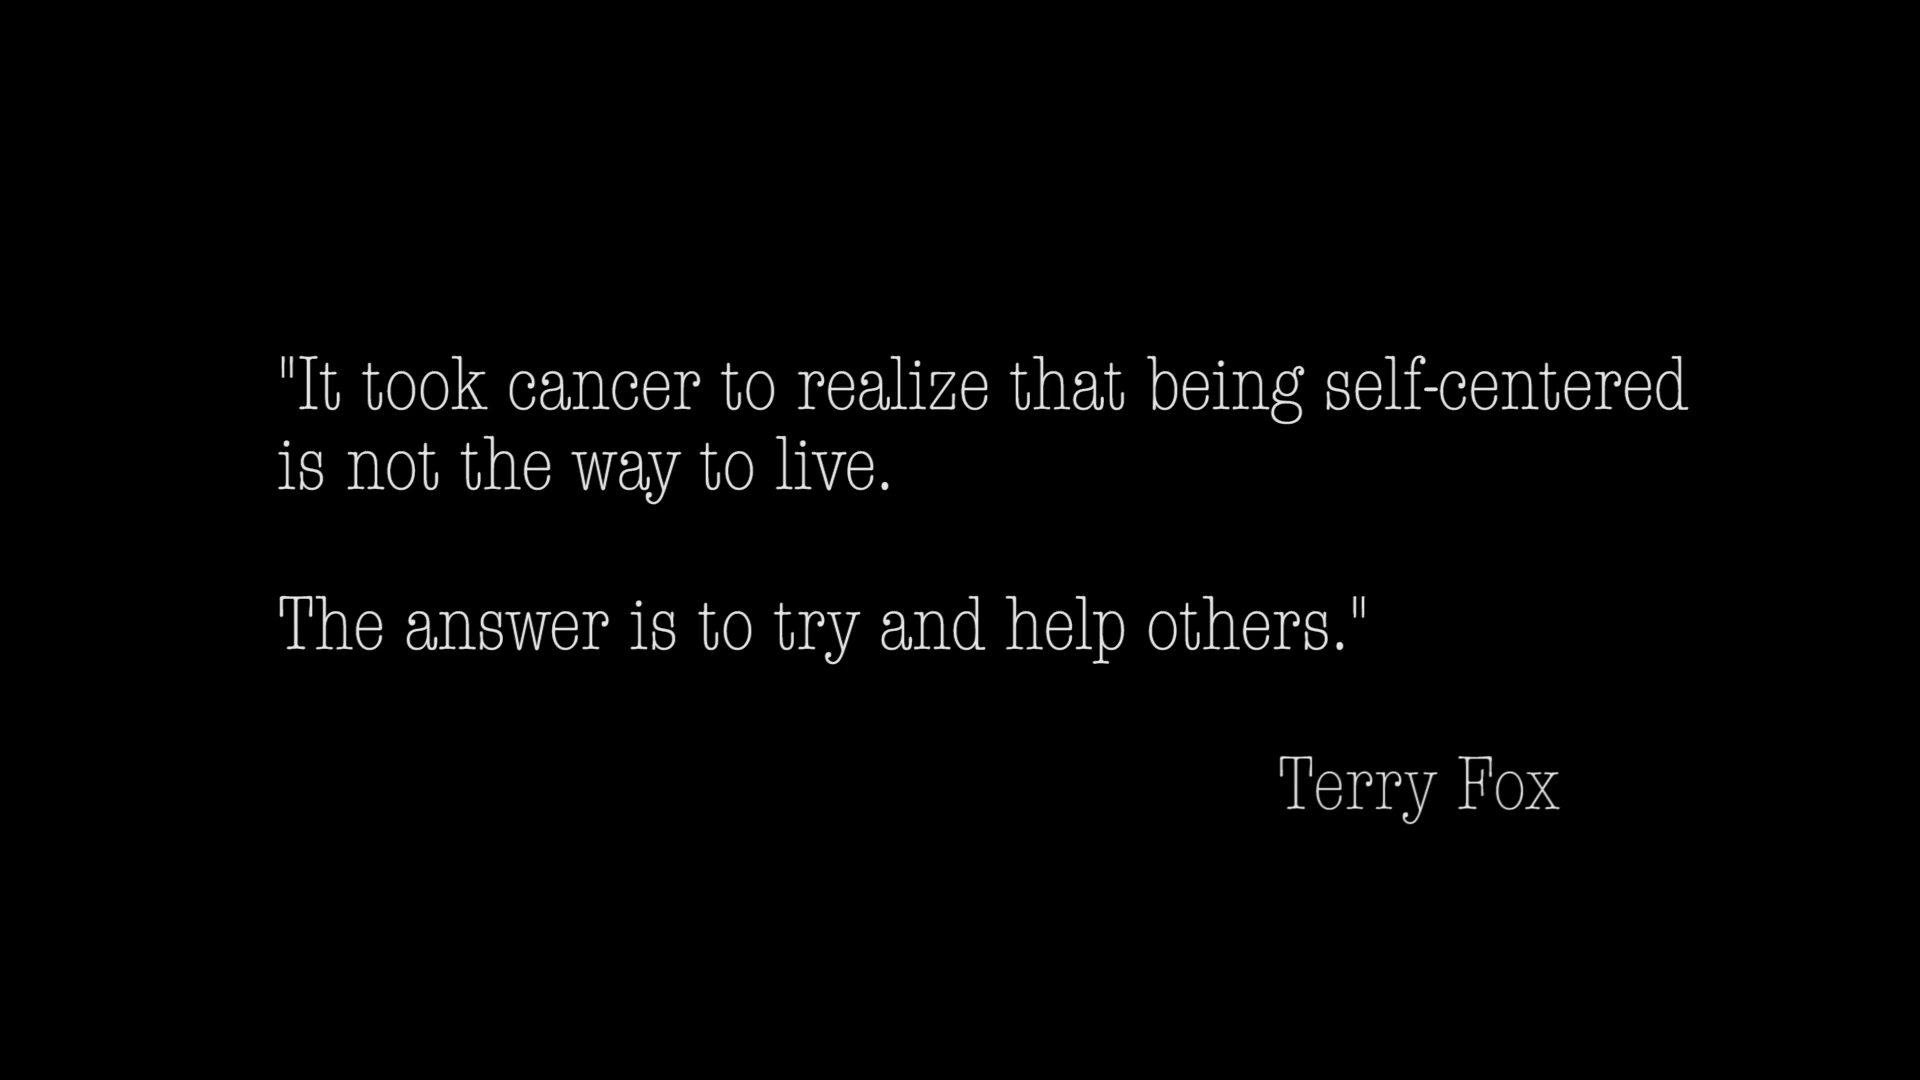 "It took cancer to realize that being self-centered
is not the way to live.
The answer is to try and help others."
Terry Fox